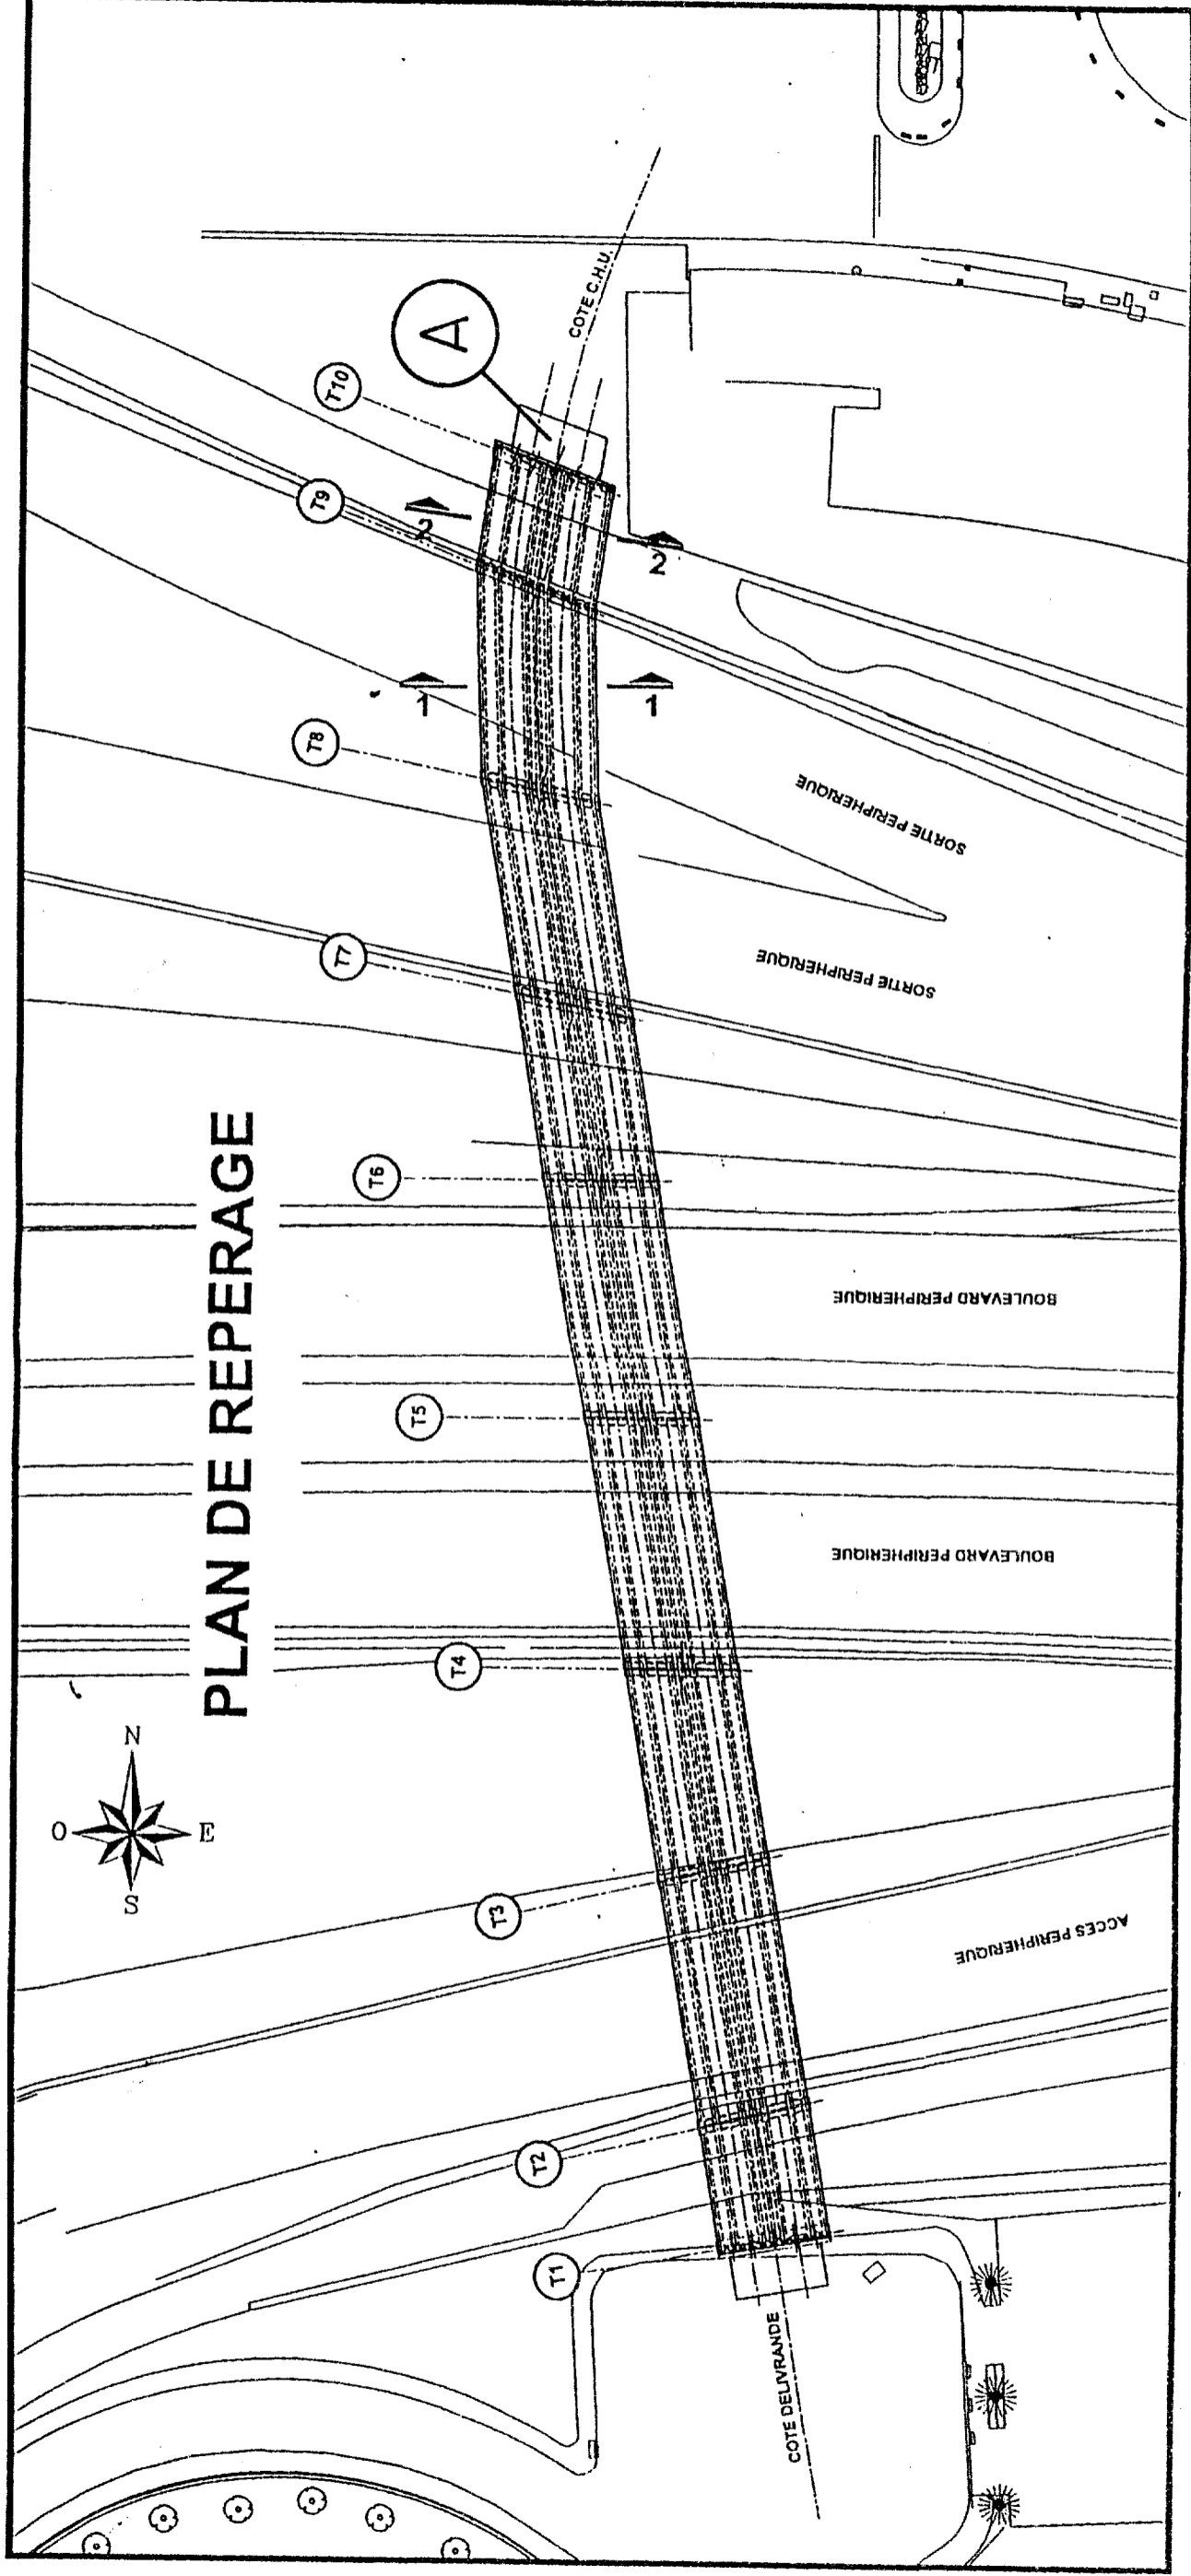 COTE C.H.U.
A
T10
T9
2
2
1
1
T8
SORTIE PERIPHERIQUE
T7
SORTIE PERIPHERIQUE
PLAN DE REPERAGE
T6
BOULEVARD PERIPHERIQUE
T5
BOULEVARD PERIPHERIQUE
T4
N
O
E
S
T3
ACCES PERIPHERIQUE
T2
T1
COTE DELIVRANDE